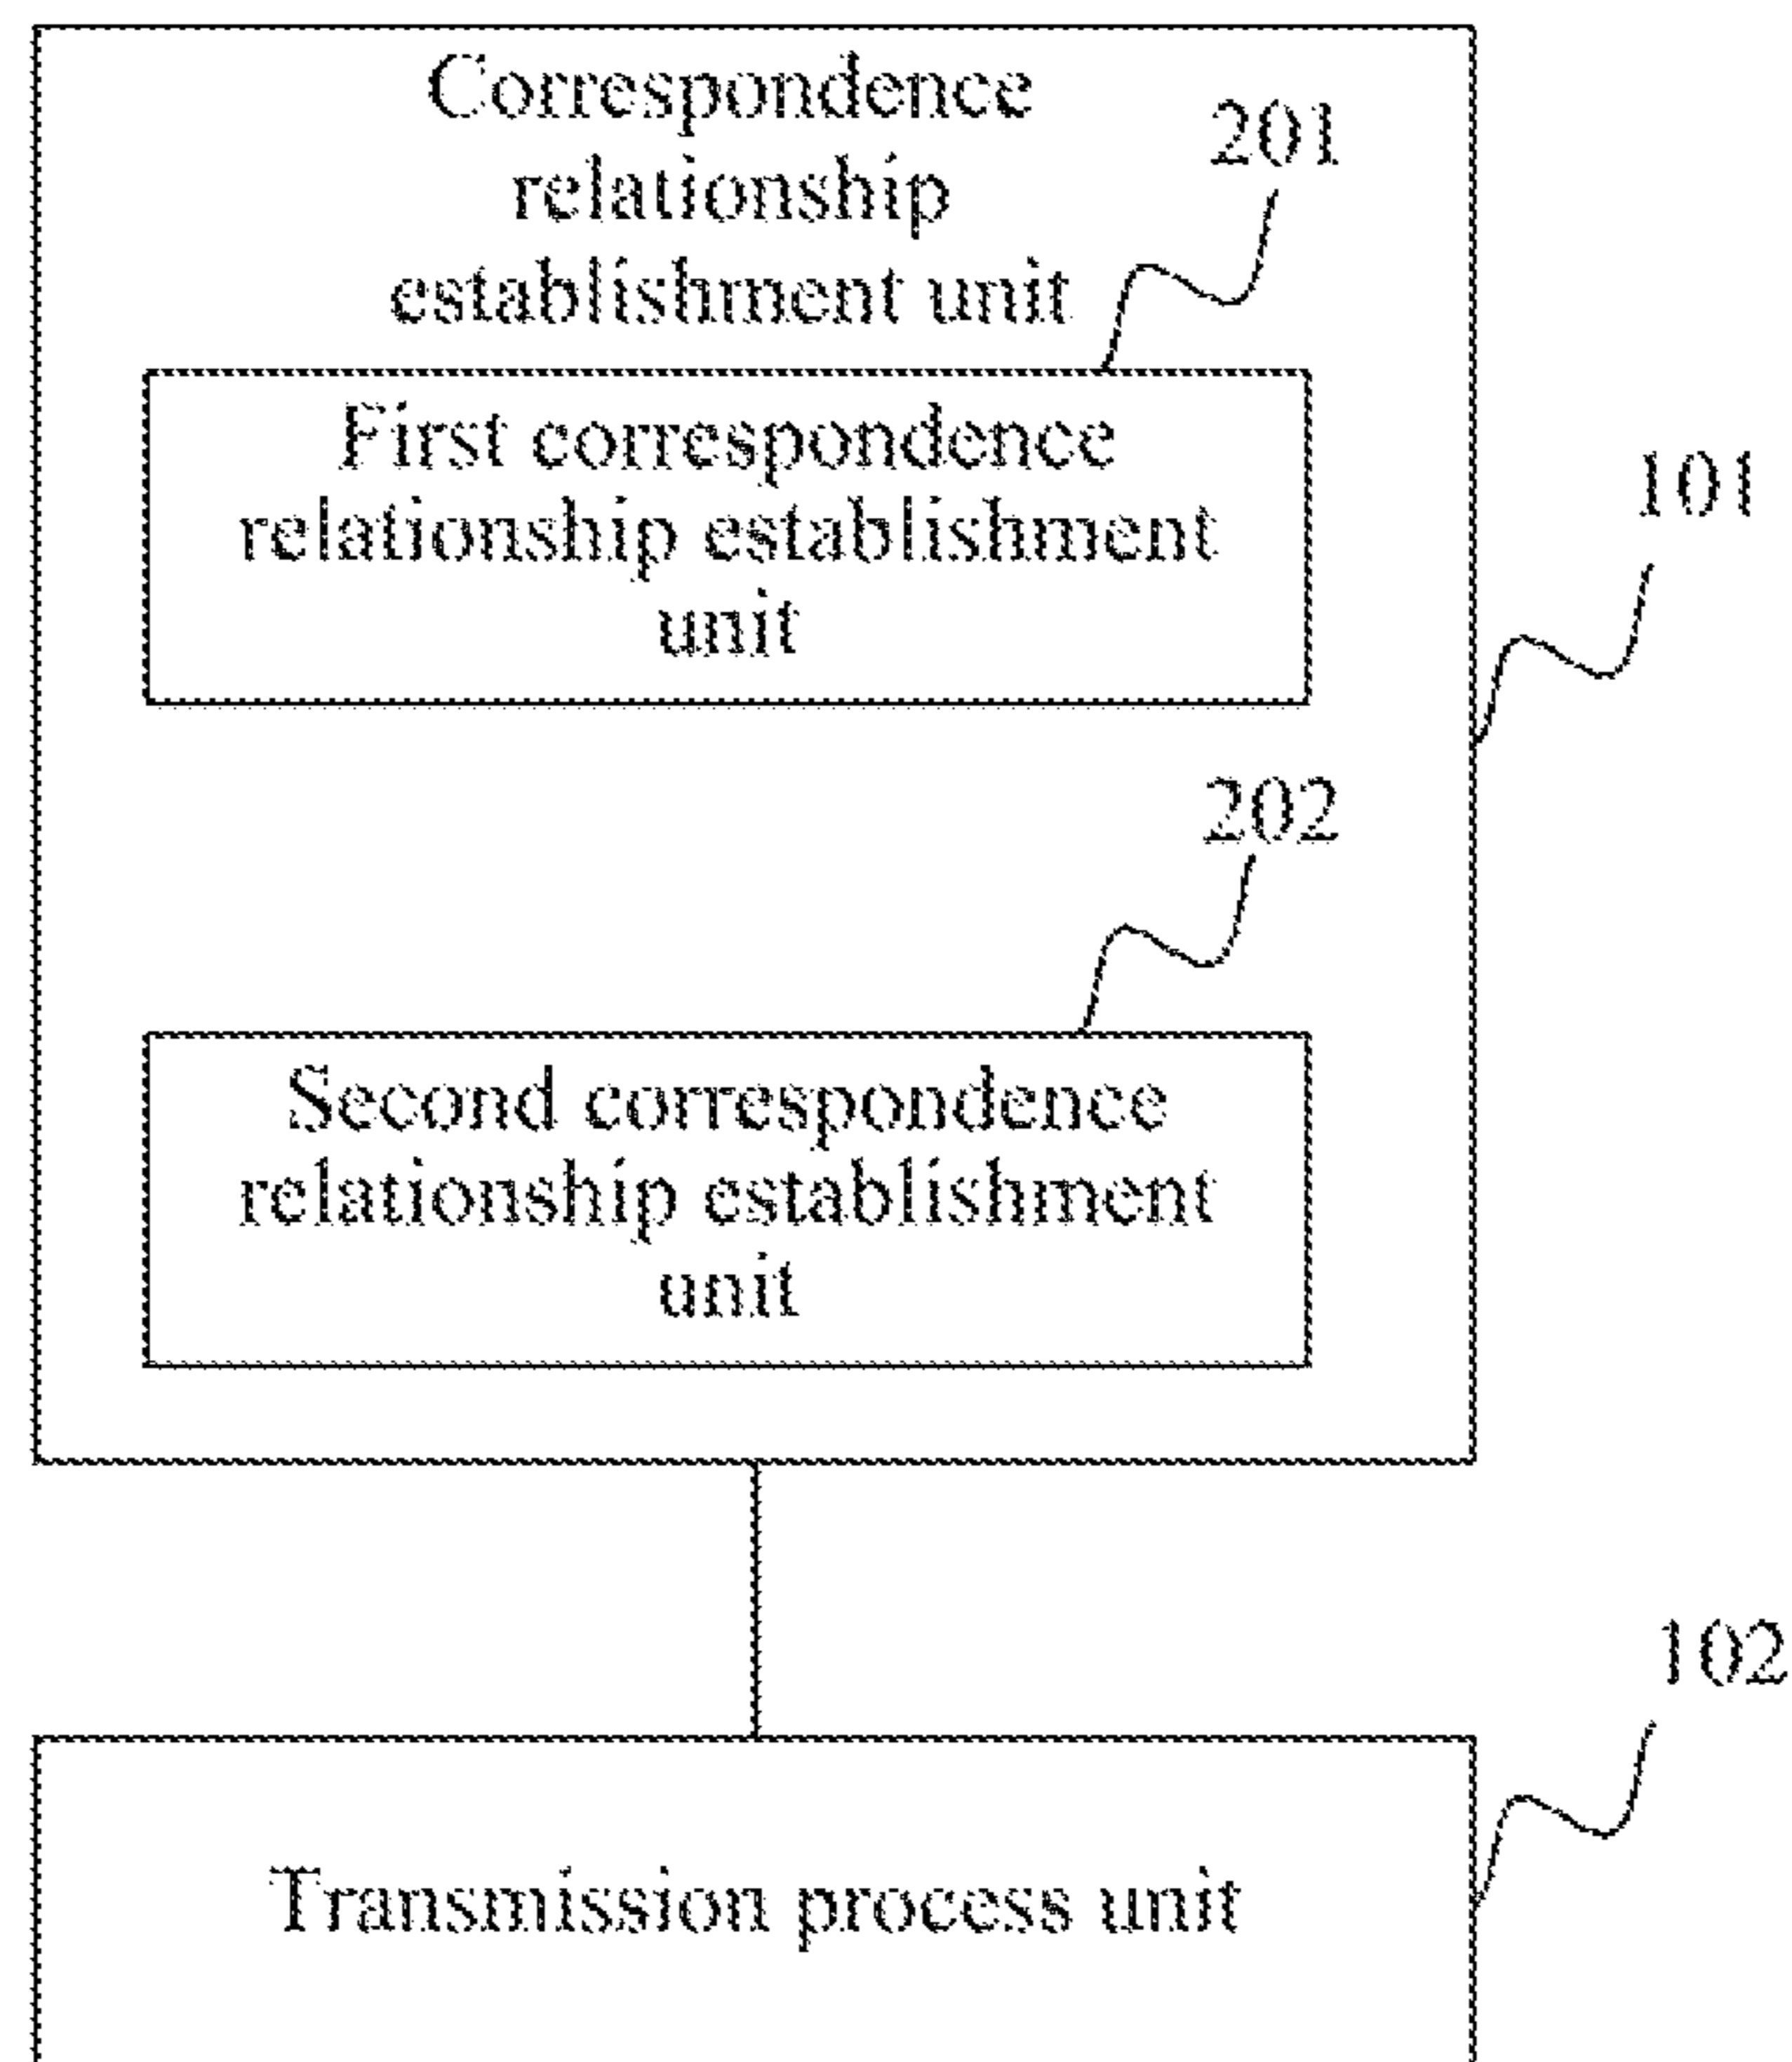 Correspondence
201
relationship
establishment unit
First correspondence
101
relationship establishment
unit
202
Second correspondence
relationship establishment
unit
102
Transmission process unit